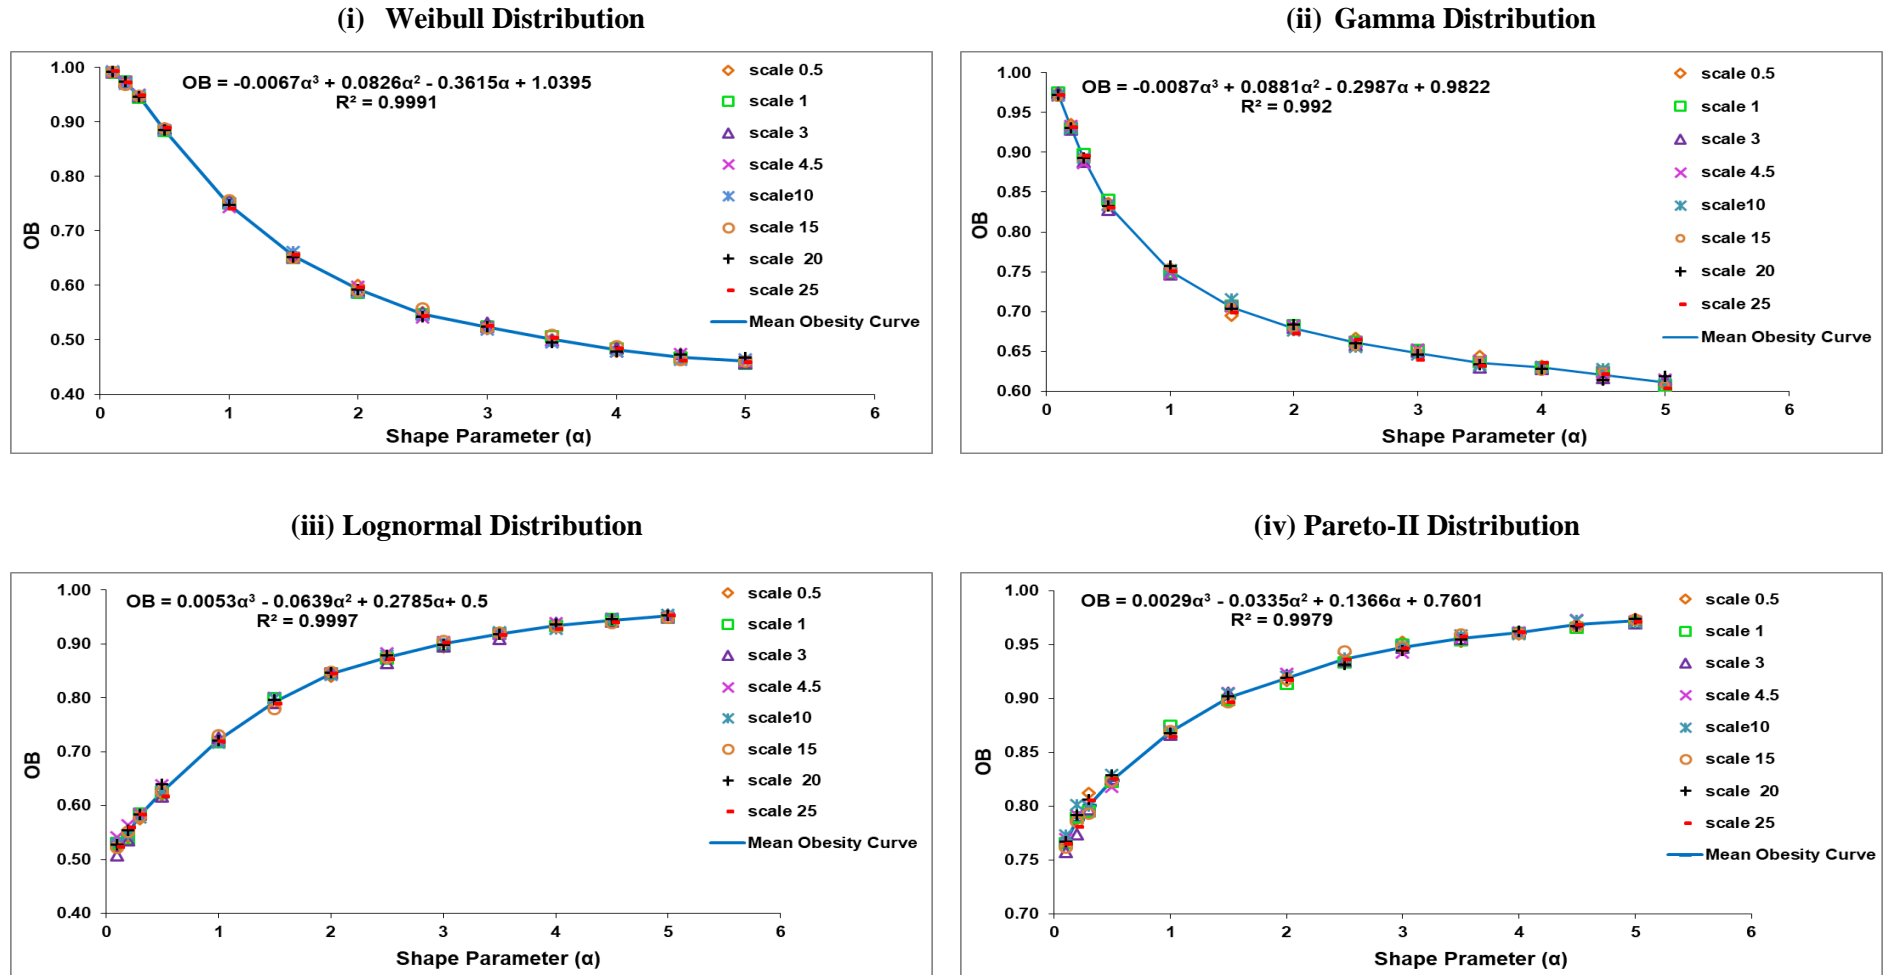 (i) Weibull Distribution
OB = -0.0067α³ + 0.0826α² - 0.3615α + 1.0395
R² = 0.9991
1.00
0.90
0.80
0.70
0.60
0.50
0.40
OB
0 1 2 3 4 5 6
Shape Parameter (α)
scale 0.5
scale 1
scale 3
scale 4.5
scale10
scale 15
scale 20
scale 25
Mean Obesity Curve
(ii) Gamma Distribution
OB = -0.0087α³ + 0.0881α² - 0.2987α + 0.9822
R² = 0.992
1.00
0.95
0.90
0.85
0.80
0.75
0.70
0.65
0.60
OB
0 1 2 3 4 5 6
Shape Parameter (α)
scale 0.5
scale 1
scale 3
scale 4.5
scale10
scale 15
scale 20
scale 25
Mean Obesity Curve
(iii) Lognormal Distribution
OB = 0.0053α³ - 0.0639α² + 0.2785α+ 0.5
R² = 0.9997
1.00
0.90
0.80
0.70
0.60
0.50
0.40
OB
0 1 2 3 4 5 6
Shape Parameter (α)
scale 0.5
scale 1
scale 3
scale 4.5
scale10
scale 15
scale 20
scale 25
Mean Obesity Curve
(iv) Pareto-II Distribution
OB = 0.0029α³ - 0.0335α² + 0.1366α + 0.7601
R² = 0.9979
1.00
0.95
0.90
0.85
0.80
0.75
0.70
OB
0 1 2 3 4 5 6
Shape Prameter (α)
scale 0.5
scale 1
scale 3
scale 4.5
scale10
scale 15
scale 20
scale 25
Mean Obesity Curve